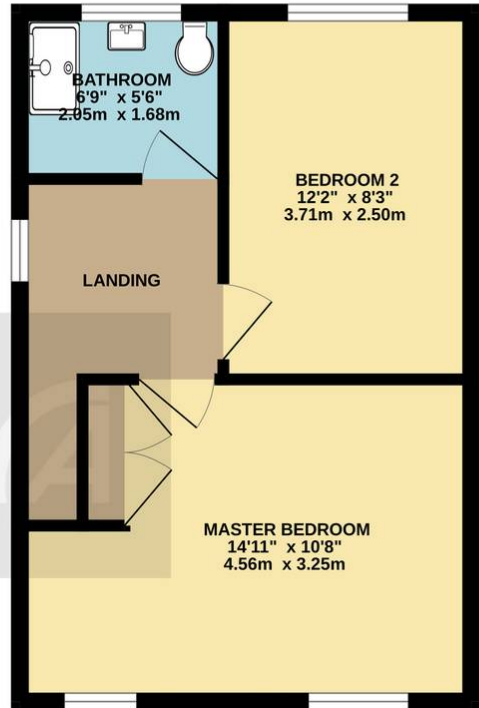 BATHROOM
6'9" x 5'6"
2.05m x 1.68m
BEDROOM 2
12'2" x 8'3"
3.71m x 2.50m
LANDING
MASTER BEDROOM
14'11" x 10'8"
4.56m x 3.25m